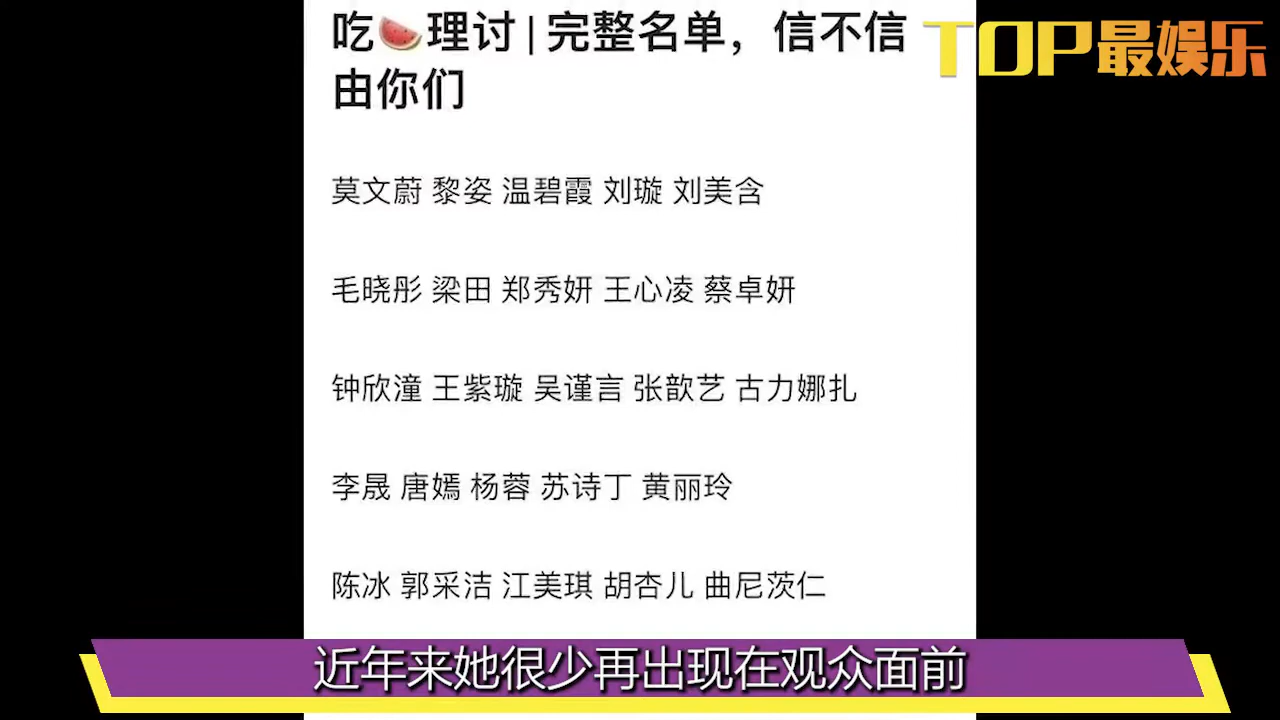 吃🍉理讨 | 完整名单，信不信
由你们
TOP最娱乐
莫文蔚 黎姿 温碧霞 刘璇 刘美含
毛晓彤 梁田 郑秀妍 王心凌 蔡卓妍
钟欣潼 王紫璇 吴谨言 张歆艺 古力娜扎
李晟 唐嫣 杨蓉 苏诗丁 黄丽玲
陈冰 郭采洁 江美琪 胡杏儿 曲尼茨仁
近年来她很少再出现在观众面前